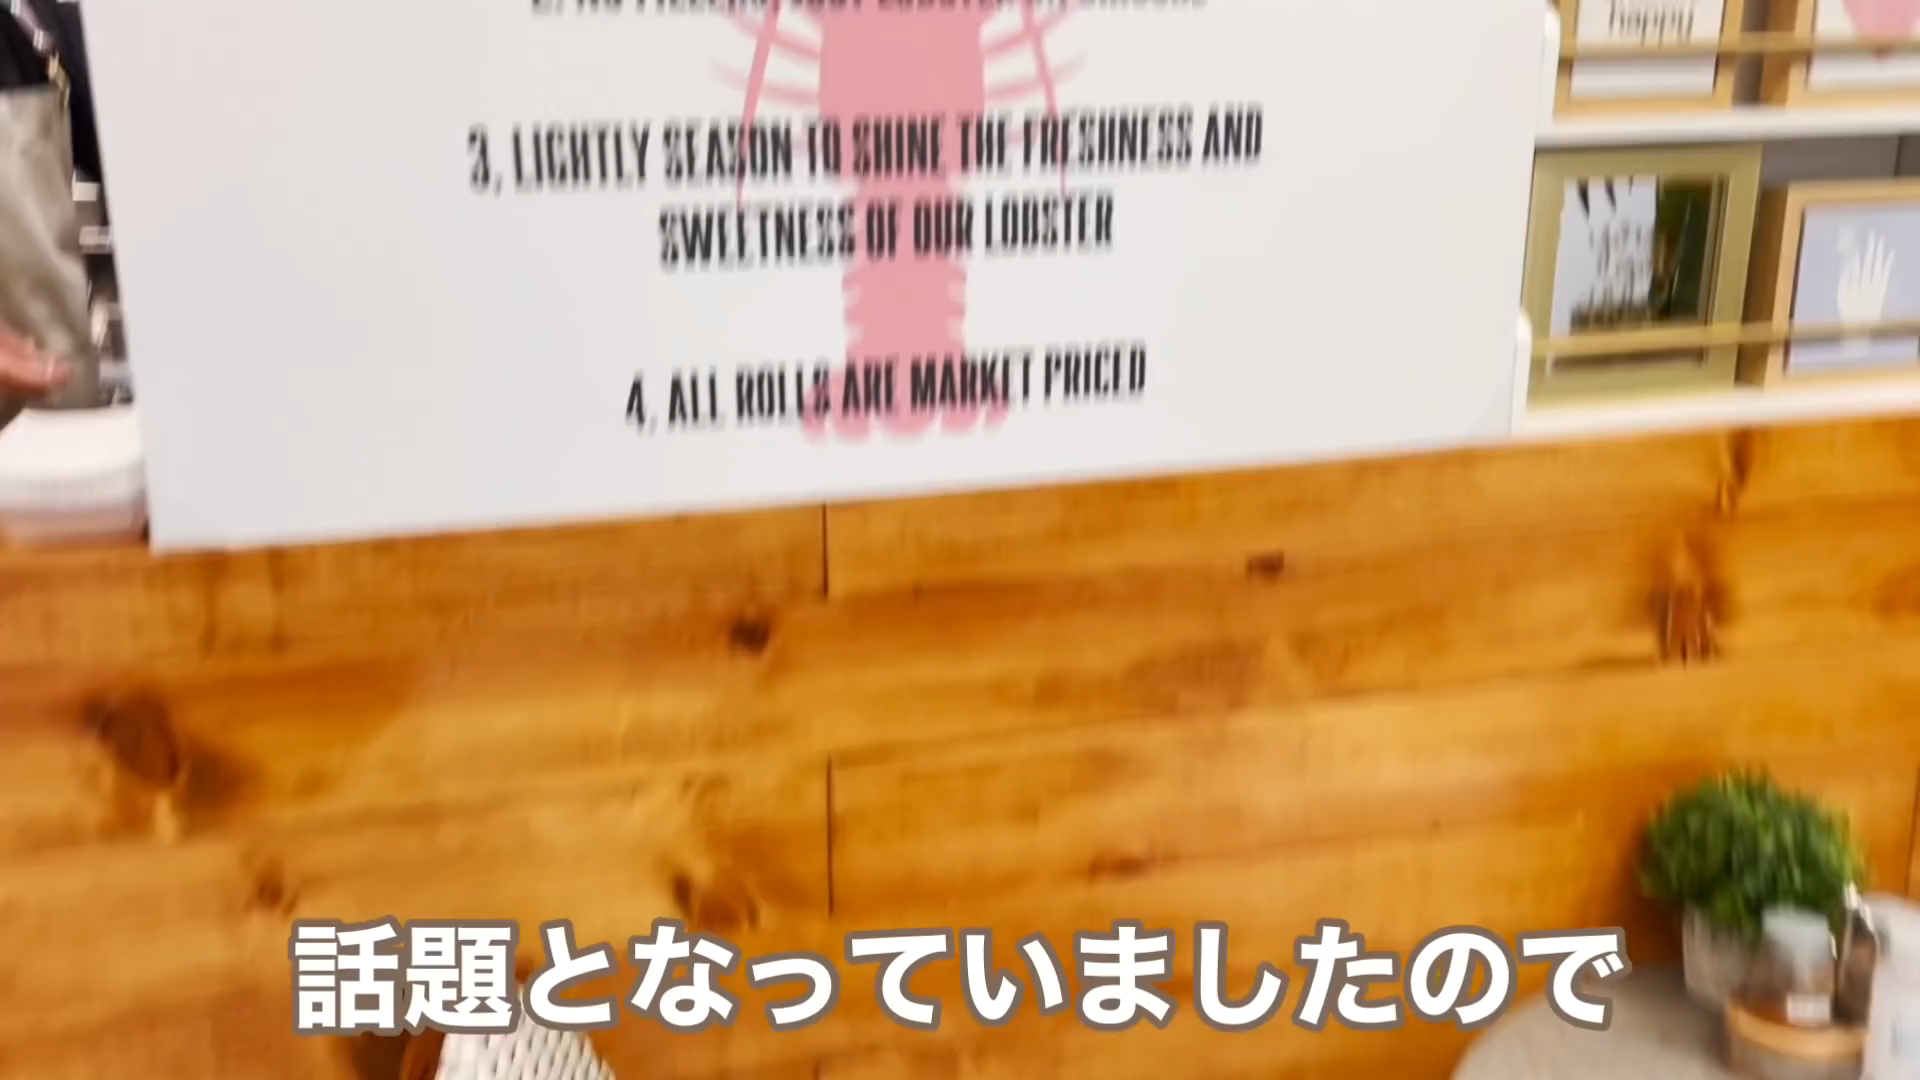 happy
3, LIGHTLY SEASON TO SHINE THE FRESHNESS AND
SWEETNESS OF OUR LOBSTER
4, ALL ROLLS ARE MARKET PRICED
話題となっていましたので